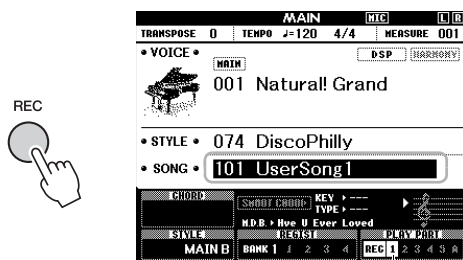 REC
MAIN MIC L R
TRANSPOSE 0 TEMPO ♩=120 4/4 MEASURE 001
• VOICE • DSP HARMONY
MAIN
001 Natural! Grand
• STYLE • 074 DiscoPhilly
• SONG • 101 UserSong1
CHORD SMART CHORD KEY ▸ ---
TYPE ▸ ---
M.D.B. ▸ Hve U Ever Loved
STYLE REGIST PLAY PART
MAIN B BANK 1 1 2 3 4 REC 1 2 3 4 5 A